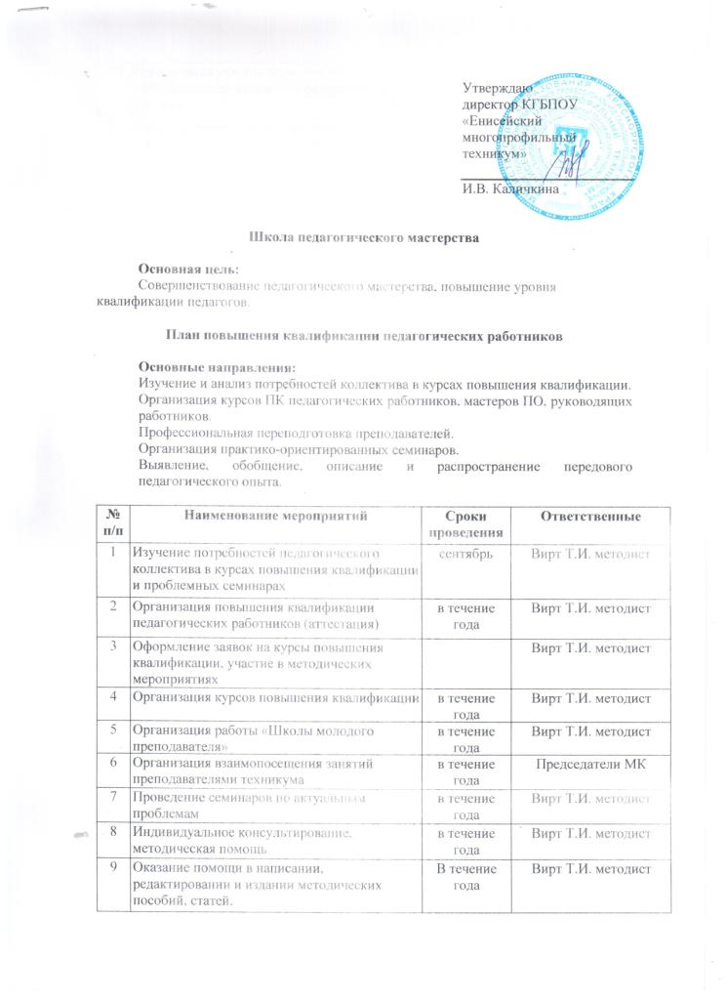 Утверждаю
директор КГБПОУ
«Енисейский
многопрофильный
техникум»
И.В. Каличкина
Школа педагогического мастерства
Основная цель:
Совершенствование педагогического мастерства, повышение уровня
квалификации педагогов.
План повышения квалификации педагогических работников
Основные направления:
Изучение и анализ потребностей коллектива в курсах повышения квалификации.
Организация курсов ПК педагогических работников, мастеров ПО, руководящих
работников.
Профессиональная переподготовка преподавателей.
Организация практико-ориентированных семинаров.
Выявление, обобщение, описание и распространение передового
педагогического опыта.
№ Наименование мероприятий Сроки Ответственные
п/п проведения
1 Изучение потребностей педагогического сентябрь Вирт Т.И. методист
коллектива в курсах повышения квалификации
и проблемных семинарах
2 Организация повышения квалификации в течение Вирт Т.И. методист
педагогических работников (аттестация) года
3 Оформление заявок на курсы повышения Вирт Т.И. методист
квалификации, участие в методических
мероприятиях
4 Организация курсов повышения квалификации в течение Вирт Т.И. методист
года
5 Организация работы «Школы молодого в течение Вирт Т.И. методист
преподавателя» года
6 Организация взаимопосещения занятий в течение Председатели МК
преподавателями техникума года
7 Проведение семинаров по актуальным в течение Вирт Т.И. методист
проблемам года
8 Индивидуальное консультирование, в течение Вирт Т.И. методист
методическая помощь года
9 Оказание помощи в написании, В течение Вирт Т.И. методист
редактировании и издании методических года
пособий, статей.